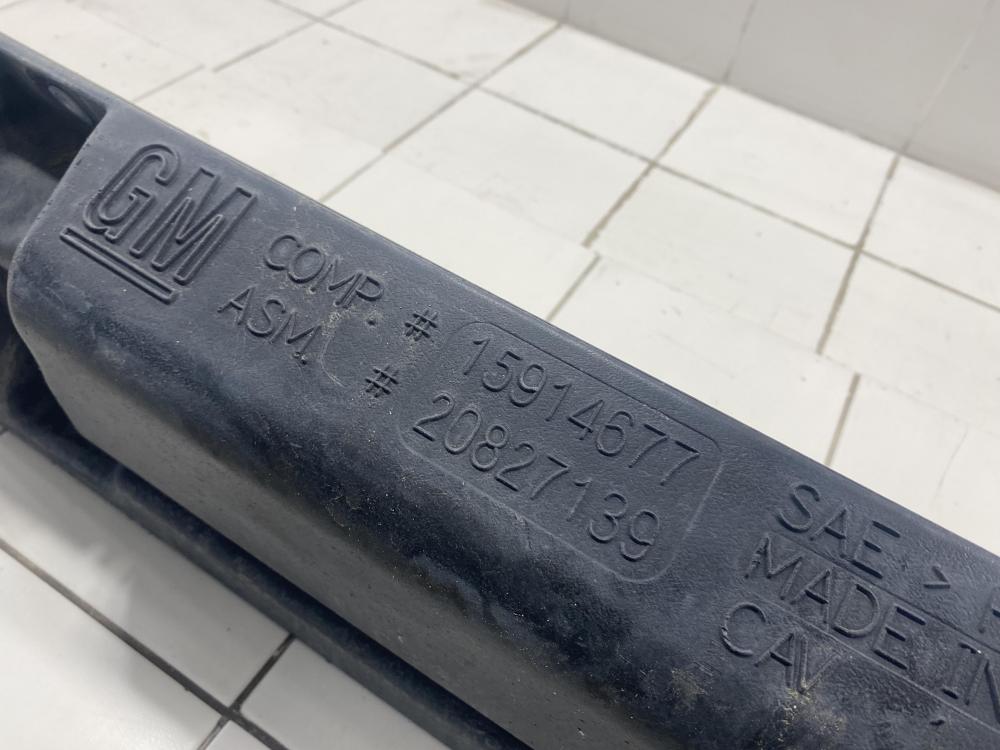 GM
COMP. # 15914677
ASM. # 20827139
SAE >
MADE IN
CAV